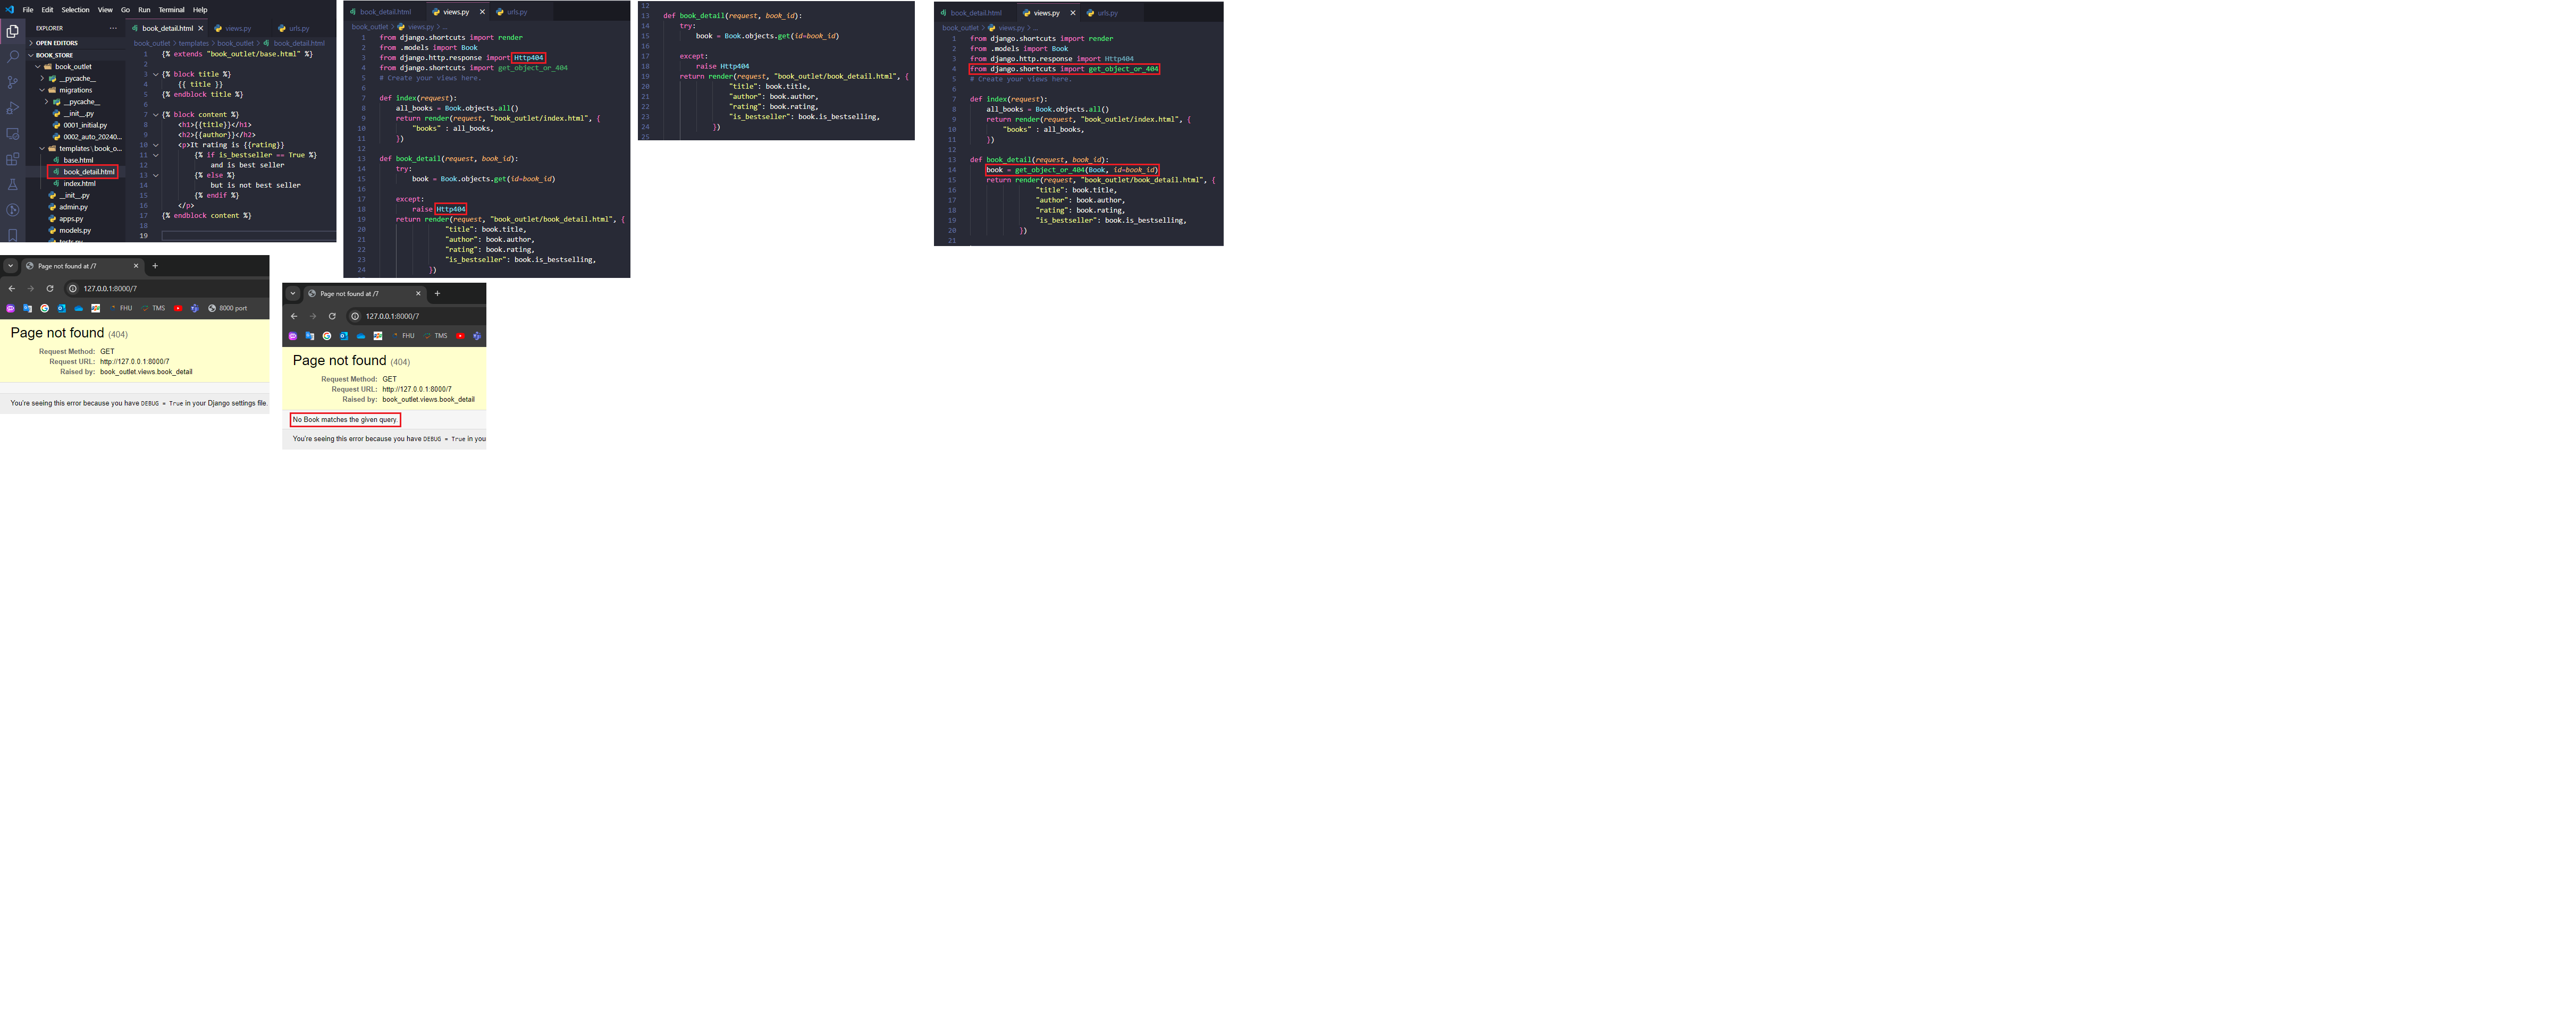 File Edit Selection View Go Run Terminal Help
EXPLORER ...
OPEN EDITORS
BOOK_STORE
book_outlet
__pycache__
migrations
__pycache__
__init__.py
0001_initial.py
0002_auto_20240...
templates\book_o...
base.html
book_detail.html
index.html
__init__.py
admin.py
apps.py
models.py
tests.py
book_detail.html views.py urls.py
book_outlet > templates > book_outlet > book_detail.html
1 {% extends "book_outlet/base.html" %}
2
3 {% block title %}
4 {{ title }}
5 {% endblock title %}
6
7 {% block content %}
8 <h1>{{title}}</h1>
9 <h2>{{author}}</h2>
10 <p>It rating is {{rating}}
11 {% if is_bestseller == True %}
12 and is best seller
13 {% else %}
14 but is not best seller
15 {% endif %}
16 </p>
17 {% endblock content %}
18
19
book_detail.html views.py urls.py
book_outlet > views.py > ...
1 from django.shortcuts import render
2 from .models import Book
3 from django.http.response import Http404
4 from django.shortcuts import get_object_or_404
5 # Create your views here.
6
7 def index(request):
8 all_books = Book.objects.all()
9 return render(request, "book_outlet/index.html", {
10 "books" : all_books,
11 })
12
13 def book_detail(request, book_id):
14 try:
15 book = Book.objects.get(id=book_id)
16
17 except:
18 raise Http404
19 return render(request, "book_outlet/book_detail.html", {
20 "title": book.title,
21 "author": book.author,
22 "rating": book.rating,
23 "is_bestseller": book.is_bestselling,
24 })
12
13 def book_detail(request, book_id):
14 try:
15 book = Book.objects.get(id=book_id)
16
17 except:
18 raise Http404
19 return render(request, "book_outlet/book_detail.html", {
20 "title": book.title,
21 "author": book.author,
22 "rating": book.rating,
23 "is_bestseller": book.is_bestselling,
24 })
25
book_detail.html views.py urls.py
book_outlet > views.py > ...
1 from django.shortcuts import render
2 from .models import Book
3 from django.http.response import Http404
4 from django.shortcuts import get_object_or_404
5 # Create your views here.
6
7 def index(request):
8 all_books = Book.objects.all()
9 return render(request, "book_outlet/index.html", {
10 "books" : all_books,
11 })
12
13 def book_detail(request, book_id):
14 book = get_object_or_404(Book, id=book_id)
15 return render(request, "book_outlet/book_detail.html", {
16 "title": book.title,
17 "author": book.author,
18 "rating": book.rating,
19 "is_bestseller": book.is_bestselling,
20 })
21
Page not found at /7
127.0.0.1:8000/7
FHU TMS 8000 port
Page not found (404)
Request Method: GET
Request URL: http://127.0.0.1:8000/7
Raised by: book_outlet.views.book_detail
You're seeing this error because you have DEBUG = True in your Django settings file.
Page not found at /7
127.0.0.1:8000/7
FHU TMS
Page not found (404)
Request Method: GET
Request URL: http://127.0.0.1:8000/7
Raised by: book_outlet.views.book_detail
No Book matches the given query.
You're seeing this error because you have DEBUG = True in you